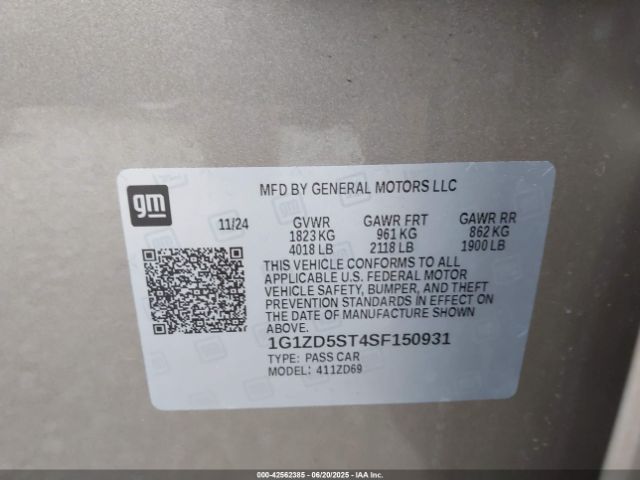 gm
MFD BY GENERAL MOTORS LLC
11/24 GVWR GAWR FRT GAWR RR
1823 KG 961 KG 862 KG
4018 LB 2118 LB 1900 LB
THIS VEHICLE CONFORMS TO ALL
APPLICABLE U.S. FEDERAL MOTOR
VEHICLE SAFETY, BUMPER, AND THEFT
PREVENTION STANDARDS IN EFFECT ON
THE DATE OF MANUFACTURE SHOWN
ABOVE.
1G1ZD5ST4SF150931
TYPE: PASS CAR
MODEL: 411ZD69
000-42562385 - 06/20/2025 - IAA Inc.